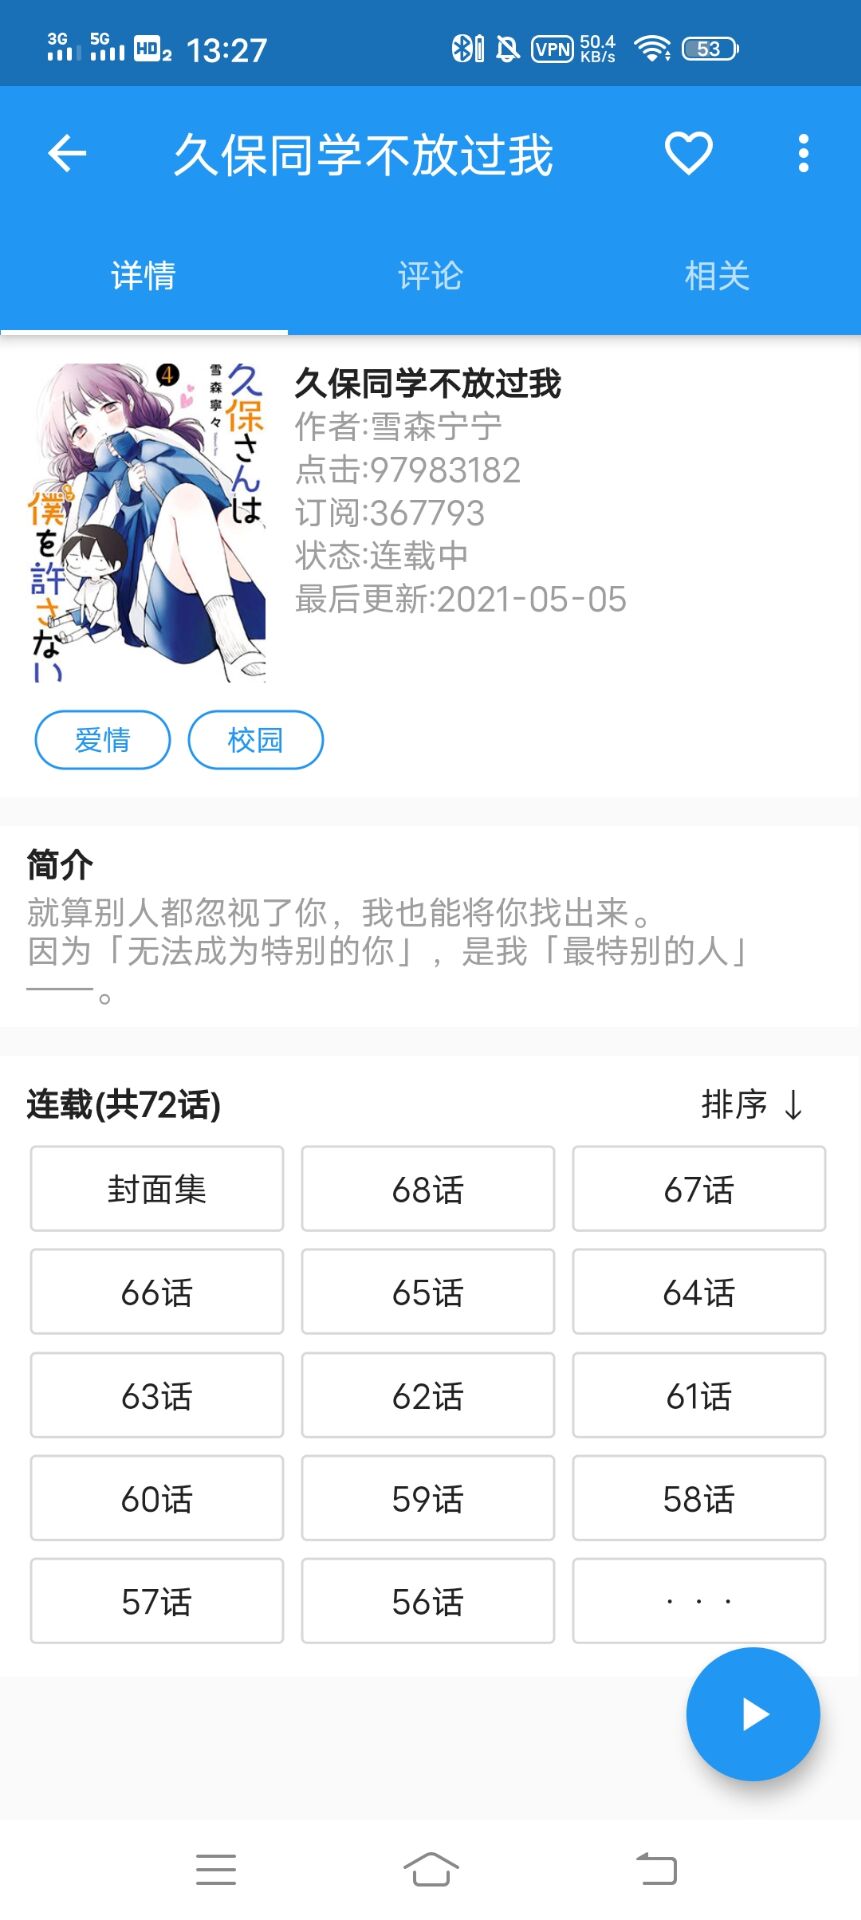 3G 5G HD2 13:27 VPN 50.4 KB/s 53
久保同学不放过我
详情 评论 相关
久保さんは
僕を許さない
4
雪森寧々
久保同学不放过我
作者:雪森宁宁
点击:97983182
订阅:367793
状态:连载中
最后更新:2021-05-05
爱情 校园
简介
就算别人都忽视了你，我也能将你找出来。
因为「无法成为特别的你」，是我「最特别的人」
——。
连载(共72话) 排序 ↓
封面集 68话 67话
66话 65话 64话
63话 62话 61话
60话 59话 58话
57话 56话 · · ·